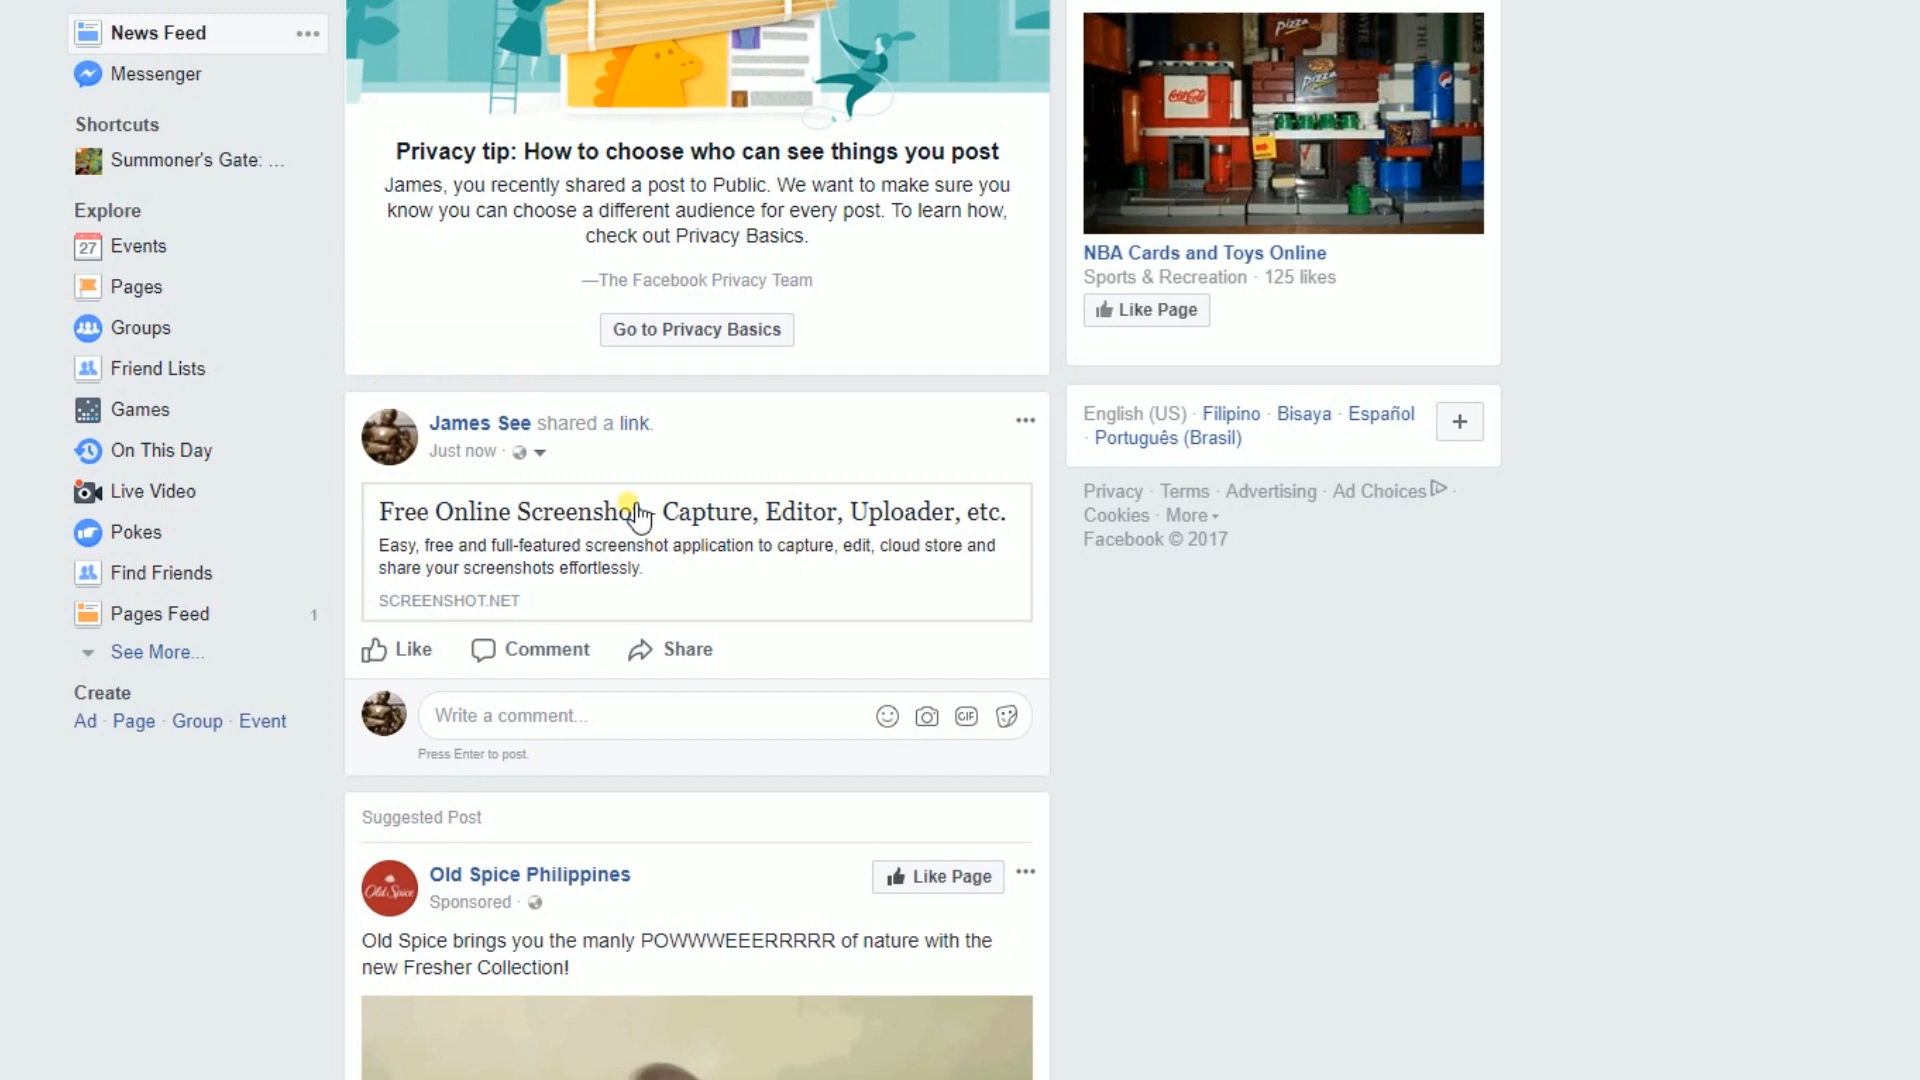 News Feed
Messenger
Shortcuts
Summoner's Gate: ...
Explore
27
Events
Pages
Groups
Friend Lists
Games
On This Day
Live Video
Pokes
Find Friends
Pages Feed 1
See More...
Create
Ad · Page · Group · Event
Privacy tip: How to choose who can see things you post
James, you recently shared a post to Public. We want to make sure you
know you can choose a different audience for every post. To learn how,
check out Privacy Basics.
—The Facebook Privacy Team
Go to Privacy Basics
James See shared a link.
Just now ·
Free Online Screenshot - Capture, Editor, Uploader, etc.
Easy, free and full-featured screenshot application to capture, edit, cloud store and
share your screenshots effortlessly.
SCREENSHOT.NET
Like Comment Share
Write a comment...
GIF
Press Enter to post.
Suggested Post
Old Spice
Old Spice Philippines
Like Page
Sponsored ·
Old Spice brings you the manly POWWWEEERRRRR of nature with the
new Fresher Collection!
pizza
pizza
Coca-Cola
NBA Cards and Toys Online
Sports & Recreation · 125 likes
Like Page
English (US) · Filipino · Bisaya · Español
· Português (Brasil)
+
Privacy · Terms · Advertising · Ad Choices ·
Cookies · More
Facebook © 2017